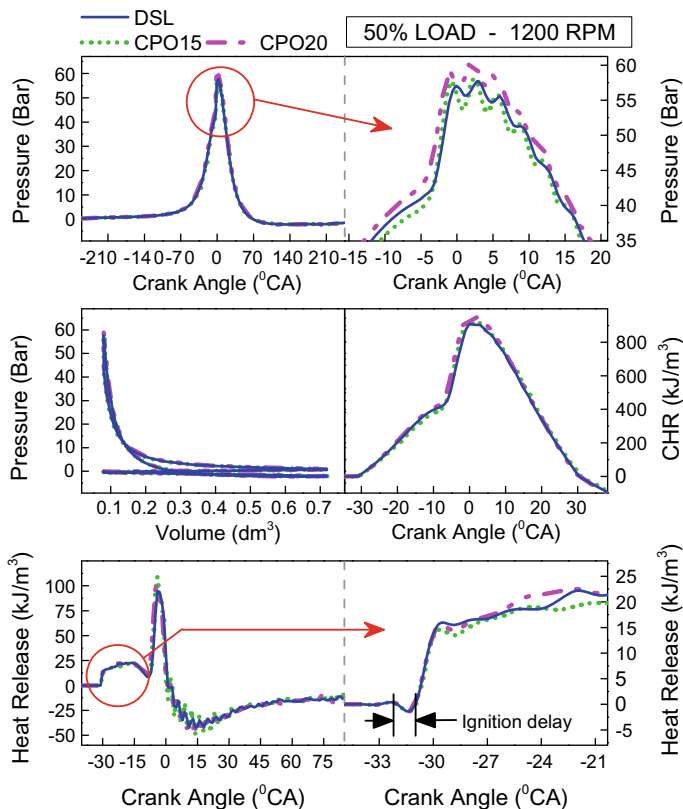 DSL
CPO15 CPO20
50% LOAD - 1200 RPM
Pressure (Bar)
60
50
40
30
20
10
0
-210 -140 -70 0 70 140 210
Crank Angle (⁰CA)
60
55
50
45
40
35
Pressure (Bar)
-15 -10 -5 0 5 10 15 20
Crank Angle (⁰CA)
Pressure (Bar)
60
50
40
30
20
10
0
0.1 0.2 0.3 0.4 0.5 0.6 0.7
Volume (dm³)
800
600
400
200
0
CHR (kJ/m³)
-30 -20 -10 0 10 20 30
Crank Angle (⁰CA)
Heat Release (kJ/m³)
100
75
50
25
0
-25
-50
-30 -15 0 15 30 45 60 75
Crank Angle (⁰CA)
Ignition delay
25
20
15
10
5
0
-5
Heat Release (kJ/m³)
-33 -30 -27 -24 -21
Crank Angle (⁰CA)